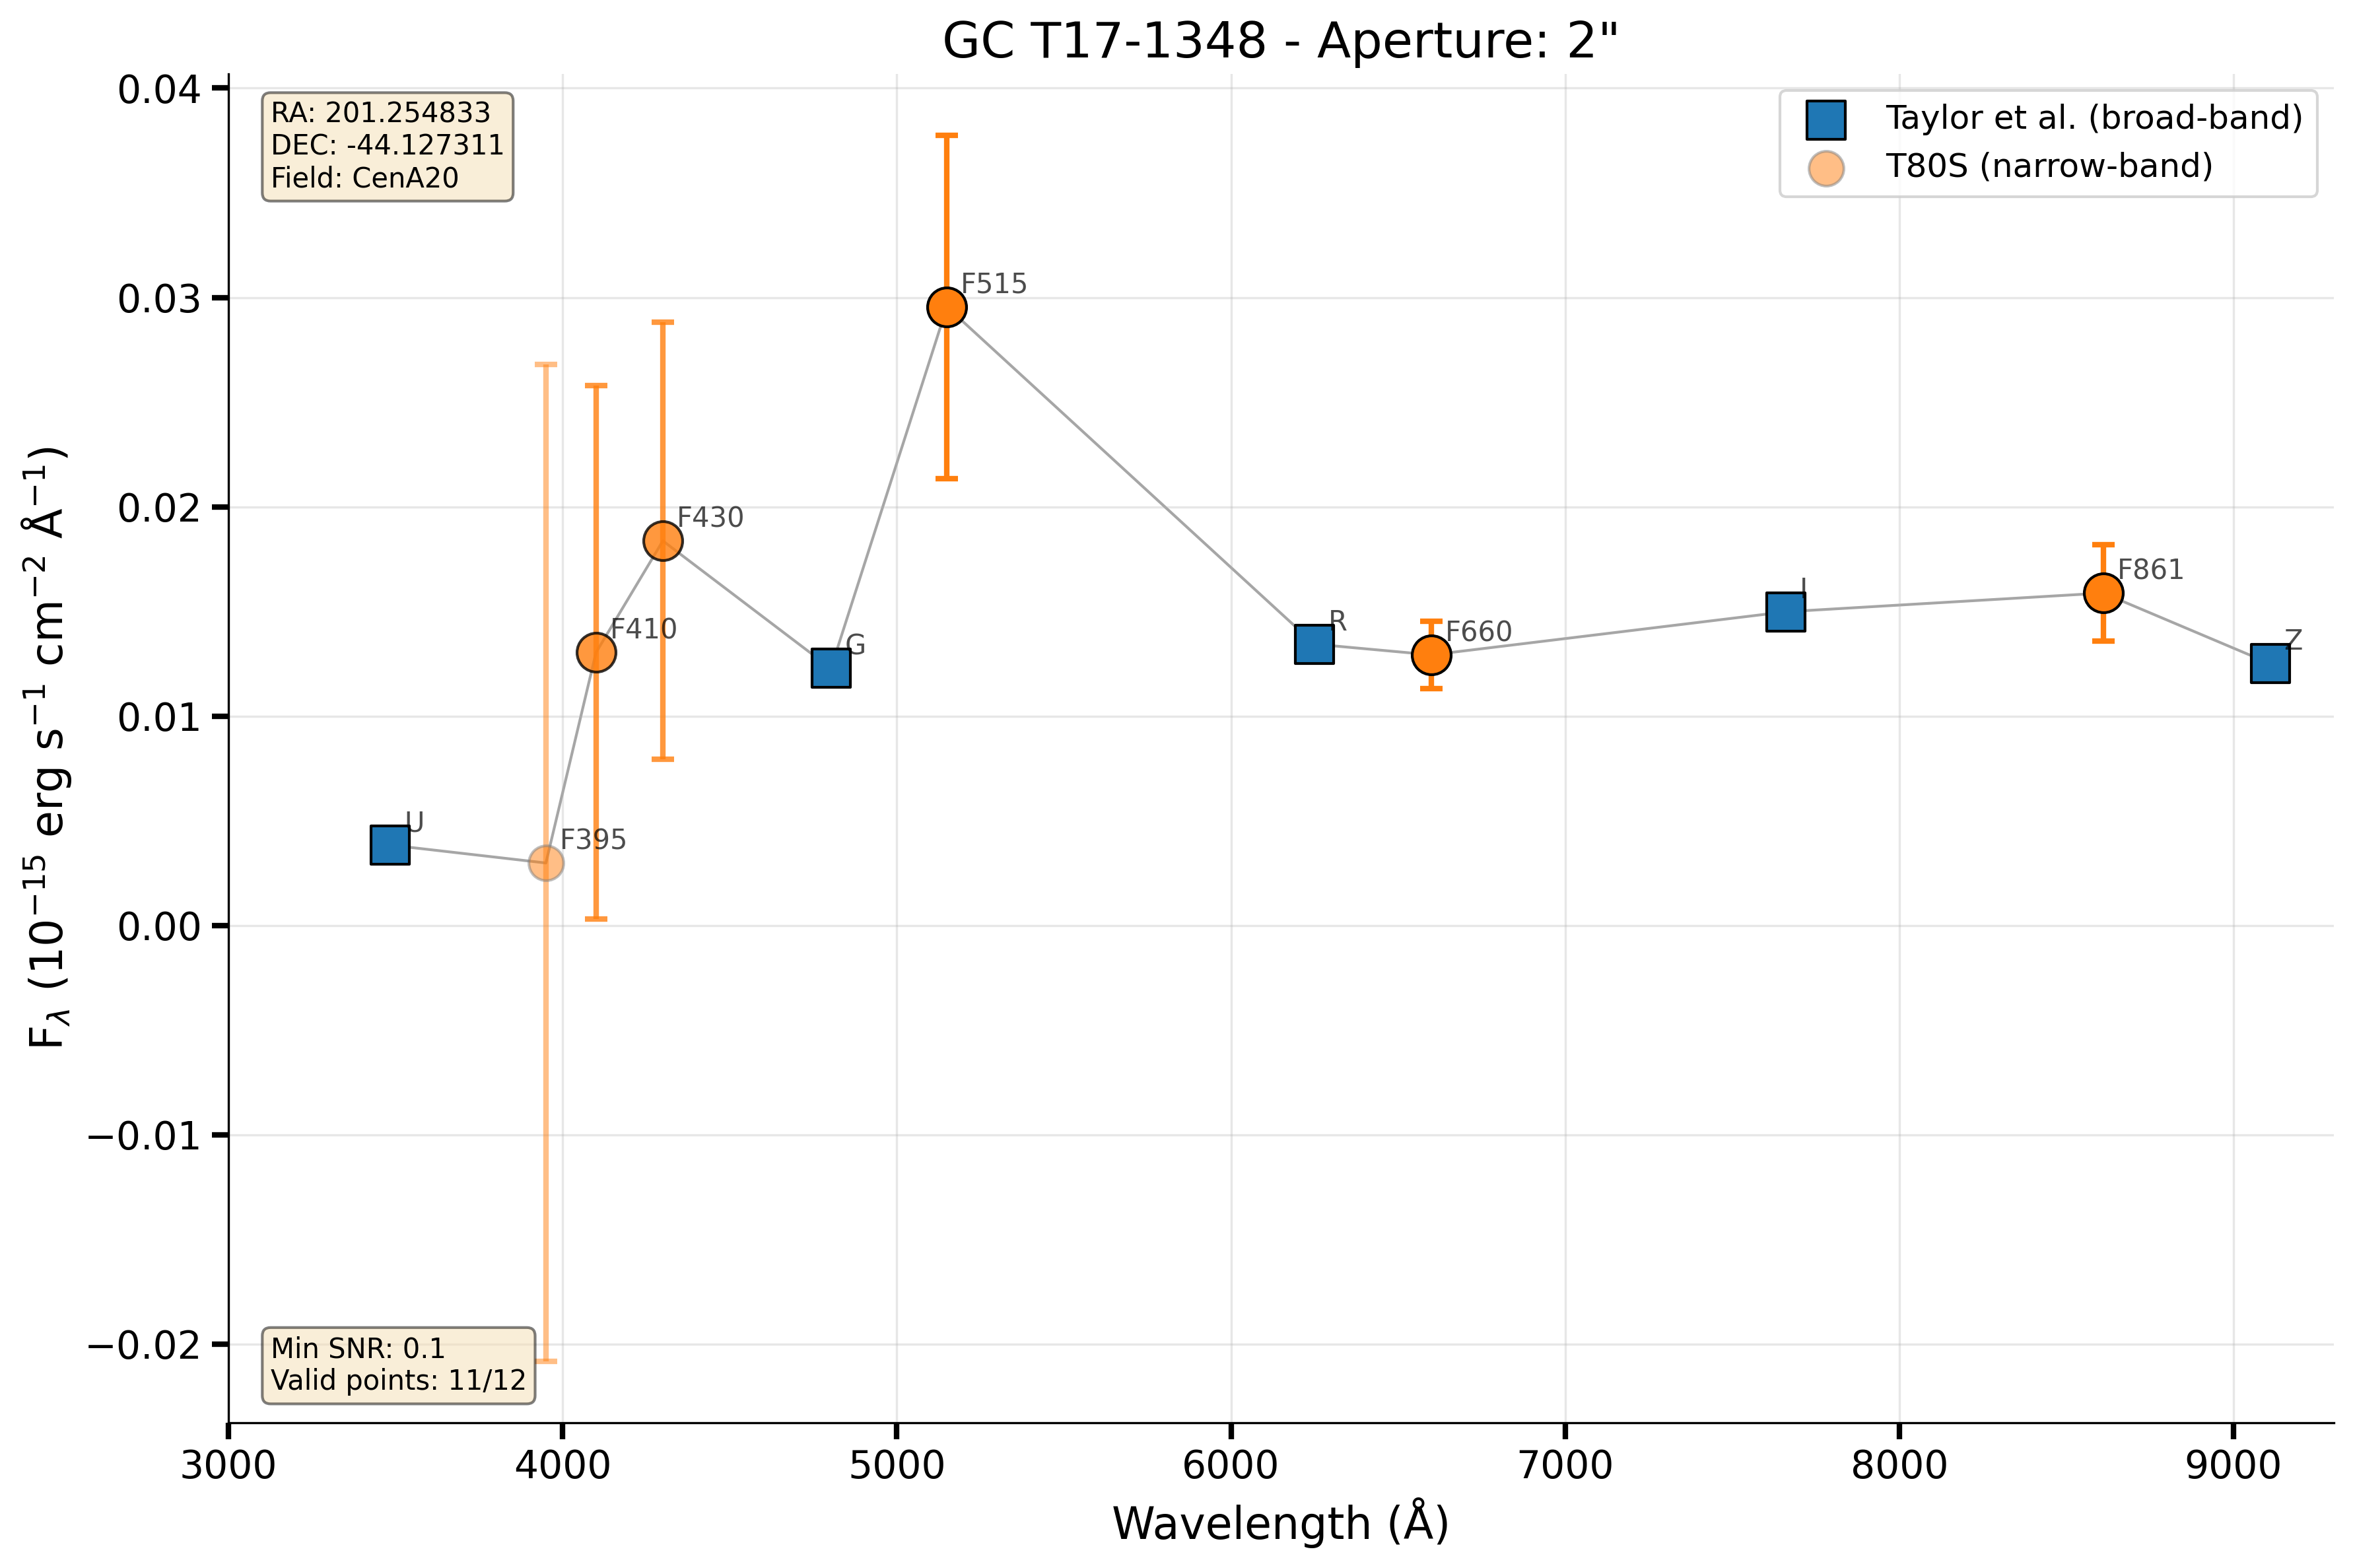 GC T17-1348 - Aperture: 2"
RA: 201.254833
DEC: -44.127311
Field: CenA20
Taylor et al. (broad-band)
T80S (narrow-band)
0.04
0.03
0.02
0.01
0.00
−0.01
−0.02
F515
F430
F410
G
R
F660
I
F861
Z
U
F395
Min SNR: 0.1
Valid points: 11/12
3000
4000
5000
6000
7000
8000
9000
Wavelength (Å)
Fλ (10⁻¹⁵ erg s⁻¹ cm⁻² Å⁻¹)